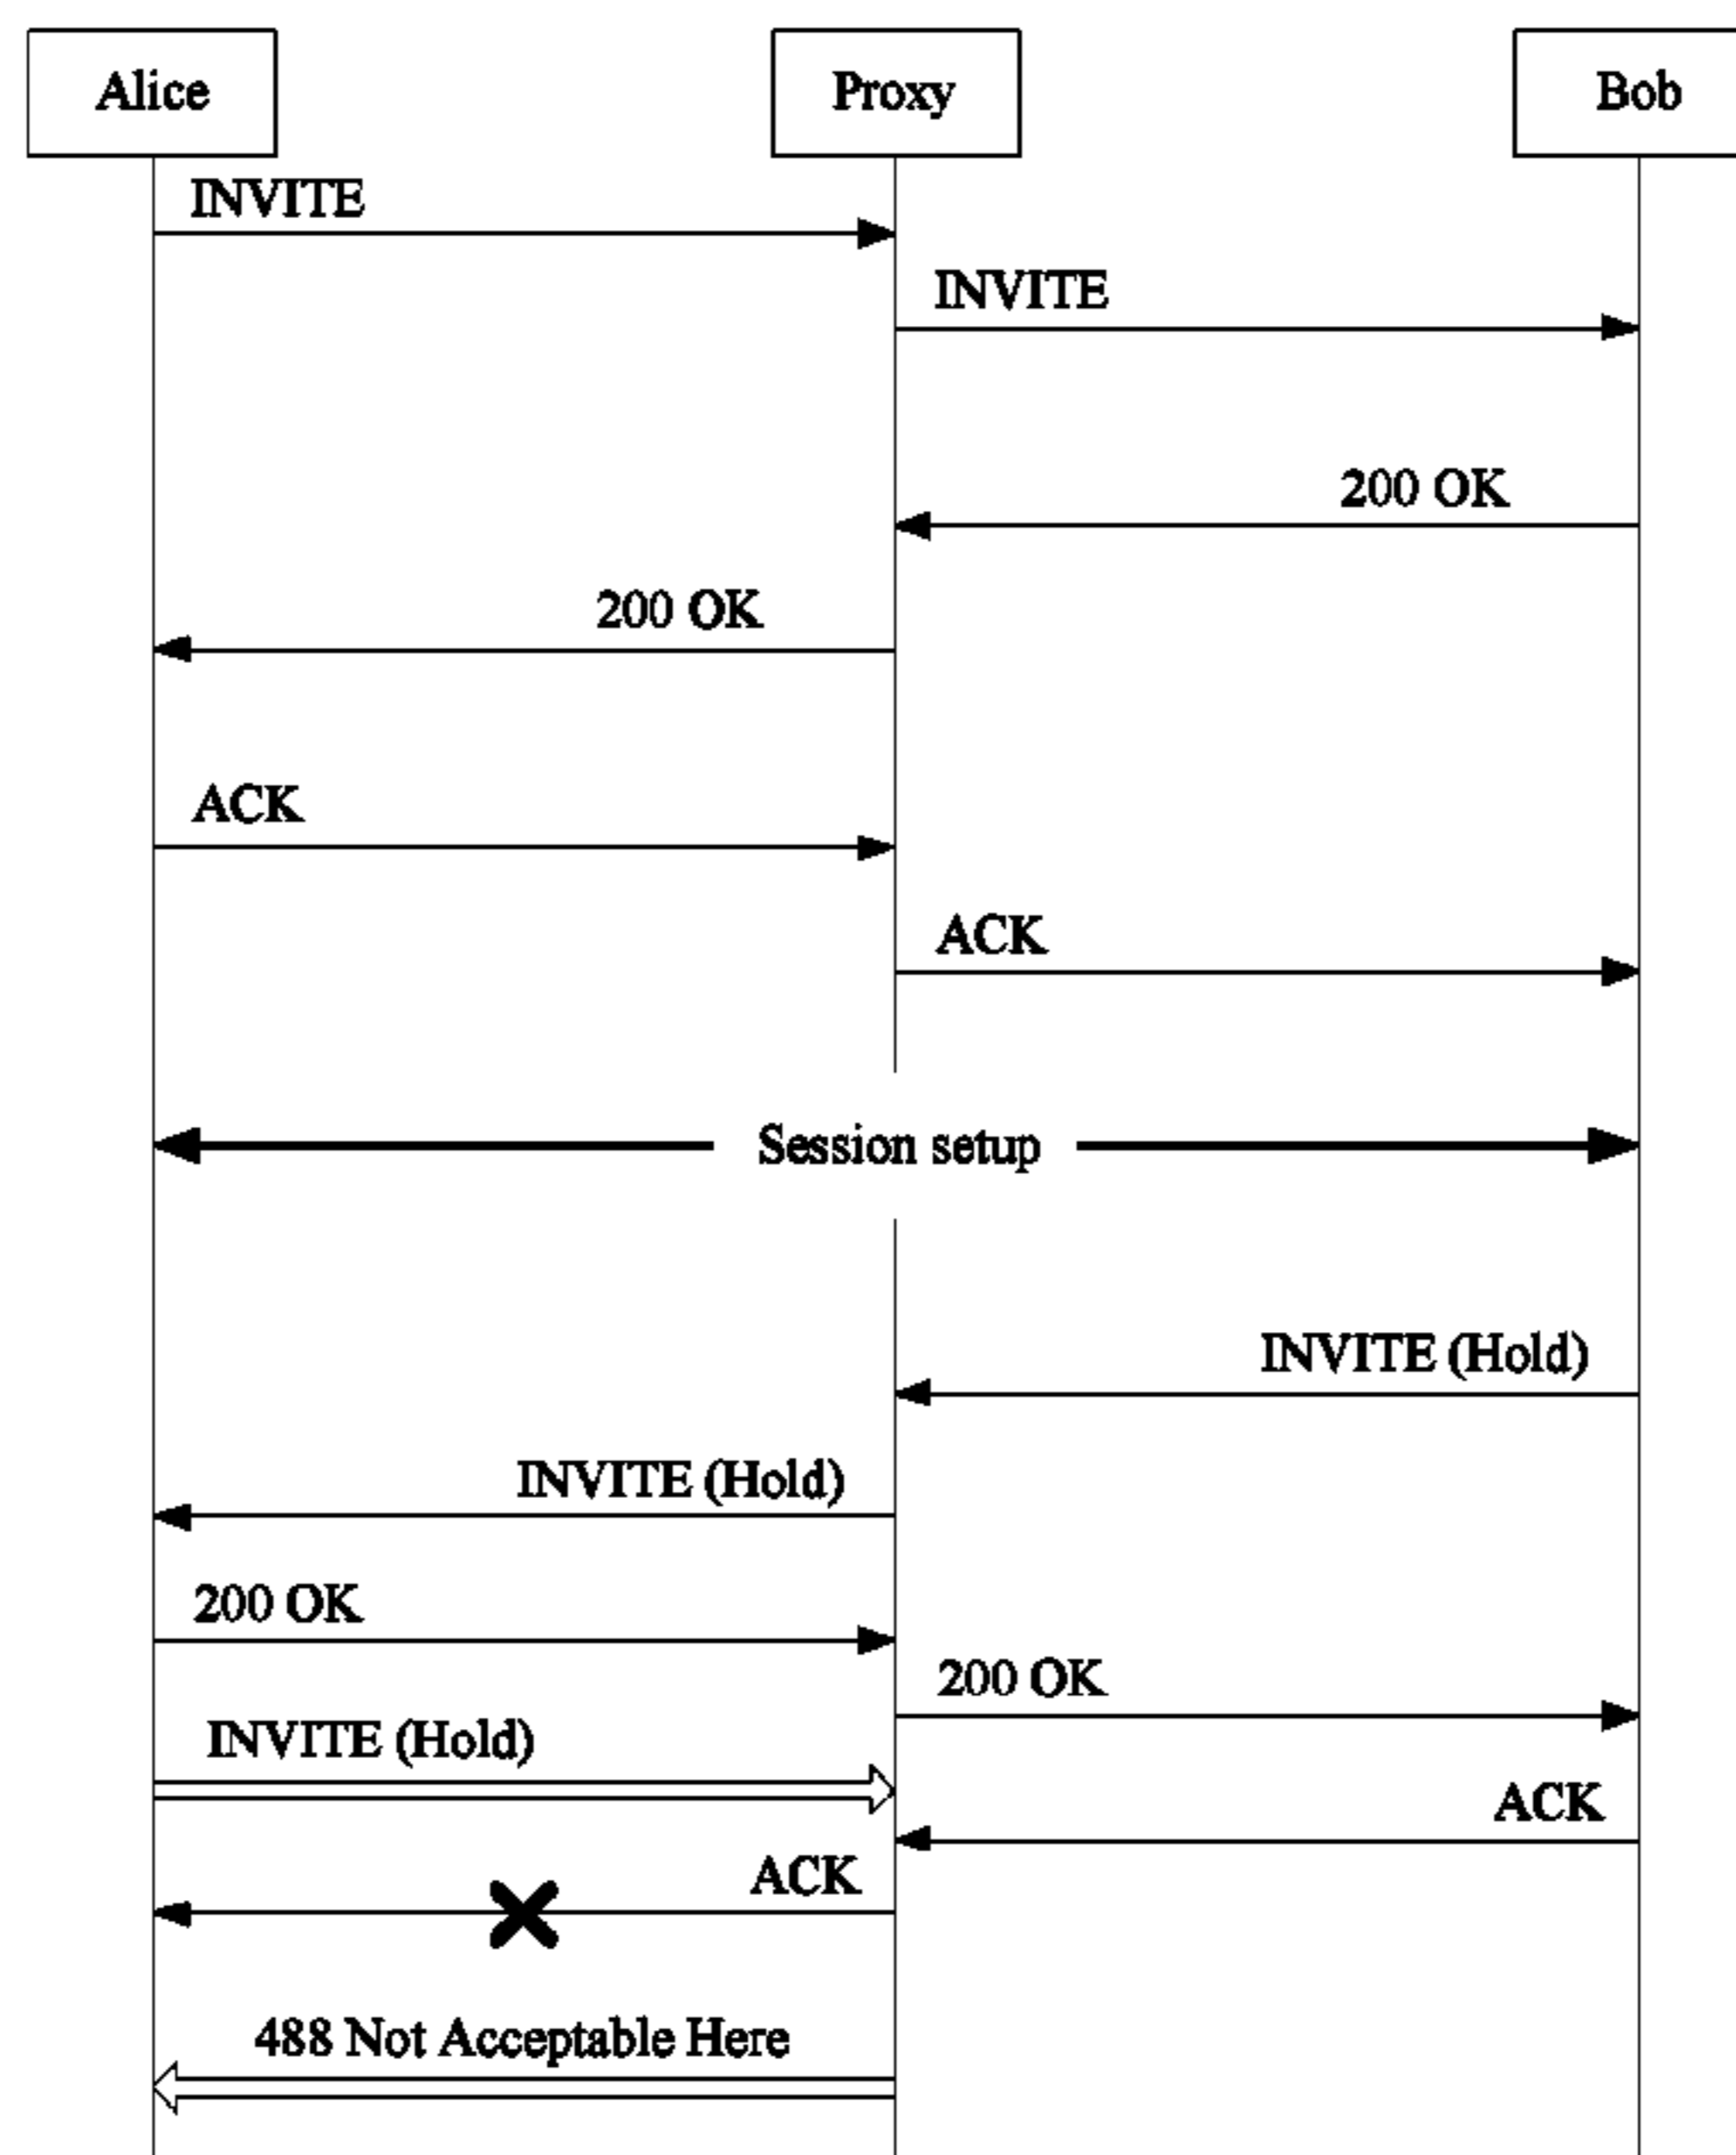 Alice
Proxy
Bob
INVITE
INVITE
200 OK
200 OK
ACK
ACK
Session setup
INVITE (Hold)
INVITE (Hold)
200 OK
200 OK
INVITE (Hold)
ACK
ACK
488 Not Acceptable Here